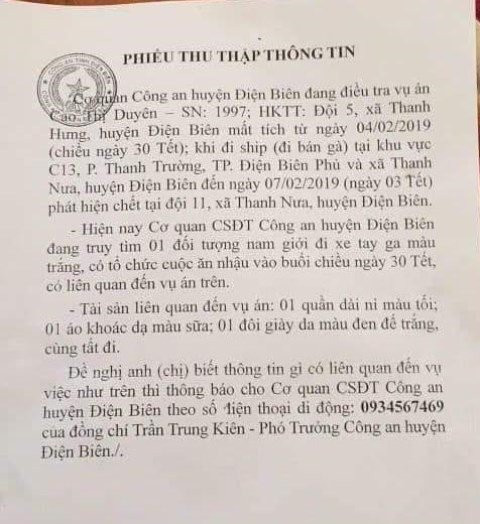 PHIẾU THU THẬP THÔNG TIN
Cơ quan Công an huyện Điện Biên đang điều tra vụ án
Cao Thị Duyên – SN: 1997; HKTT: Đội 5, xã Thanh
Hưng, huyện Điện Biên mất tích từ ngày 04/02/2019
(chiều ngày 30 Tết); khi đi ship (đi bán gà) tại khu vực
C13, P. Thanh Trường, TP. Điện Biên Phủ và xã Thanh
Nưa, huyện Điện Biên đến ngày 07/02/2019 (ngày 03 Tết)
phát hiện chết tại đội 11, xã Thanh Nưa, huyện Điện Biên.
- Hiện nay Cơ quan CSĐT Công an huyện Điện Biên
đang truy tìm 01 đối tượng nam giới đi xe tay ga màu
trắng, có tổ chức cuộc ăn nhậu vào buổi chiều ngày 30 Tết,
có liên quan đến vụ án trên.
- Tài sản liên quan đến vụ án: 01 quần dài nỉ màu tối;
01 áo khoác dạ màu sữa; 01 đôi giày da màu đen đế trắng,
cùng tất đi.
Đề nghị anh (chị) biết thông tin gì có liên quan đến vụ
việc như trên thì thông báo cho Cơ quan CSĐT Công an
huyện Điện Biên theo số điện thoại di động: 0934567469
của đồng chí Trần Trung Kiên - Phó Trưởng Công an huyện
Điện Biên./.